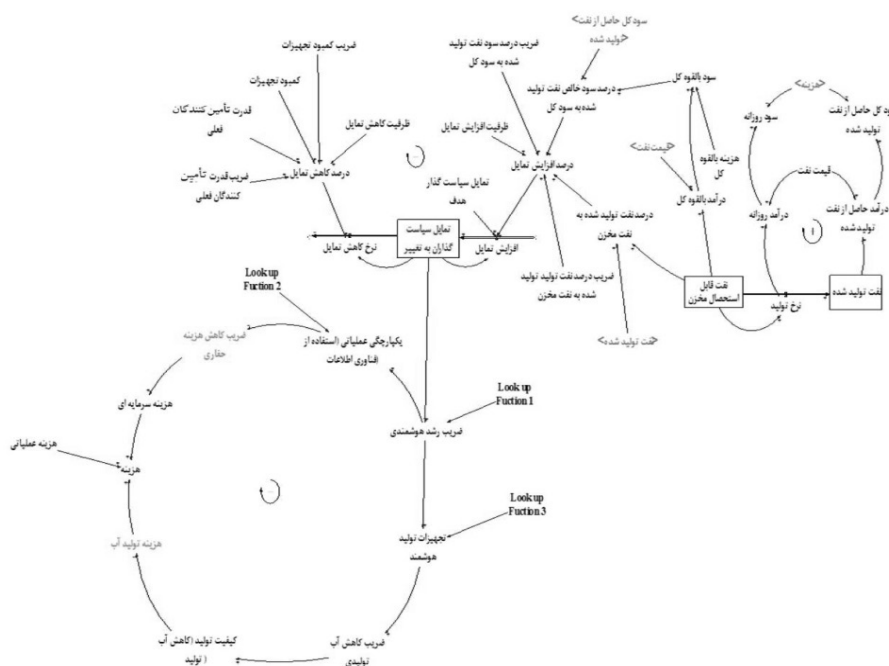 <سود کل حاصل از نفت
تولید شده>
ضریب درصد سود نفت تولید
شده به سود کل
ضریب کمبود تجهیزات
کمبود تجهیزات
قدرت تأمین کنندگان
فعلی
ضریب قدرت تأمین
کنندگان فعلی
ظرفیت کاهش تمایل
درصد کاهش تمایل
نرخ کاهش تمایل
تمایل سیاست
گذاران به تغییر
افزایش تمایل
تمایل سیاست گذار
هدف
ظرفیت افزایش تمایل
درصد افزایش تمایل
درصد سود خالص نفت تولید
شده به سود کل
سود بالقوه کل
هزینه بالقوه
کل
<قیمت نفت>
درآمد بالقوه کل
درصد نفت تولید شده به
نفت مخزن
ضریب درصد نفت تولید تولید
شده به نفت مخزن
<نفت تولید شده>
نفت قابل
استحصال مخزن
نرخ تولید
نفت تولید شده
<هزینه>
سود روزانه
سود کل حاصل از نفت
تولید شده
قیمت نفت
درآمد روزانه
درآمد حاصل از نفت
تولید شده
Look up
Fuction 2
یکپارچگی عملیاتی (استفاده از
فناوری اطلاعات)
ضریب کاهش هزینه
حفاری
هزینه سرمایه ای
هزینه عملیاتی
هزینه
هزینه تولید آب
کیفیت تولید (کاهش آب
تولید)
ضریب کاهش آب
تولیدی
تجهیزات تولید
هوشمند
Look up
Fuction 3
ضریب رشد هوشمندی
Look up
Fuction 1